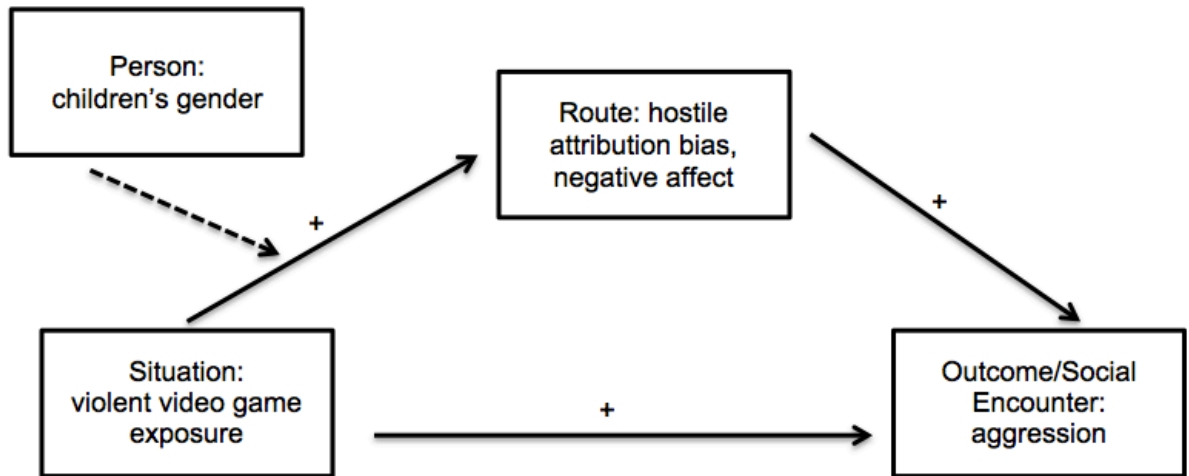 Person:
children's gender
Route: hostile
attribution bias,
negative affect
+
+
Situation:
violent video game
exposure
+
Outcome/Social
Encounter:
aggression